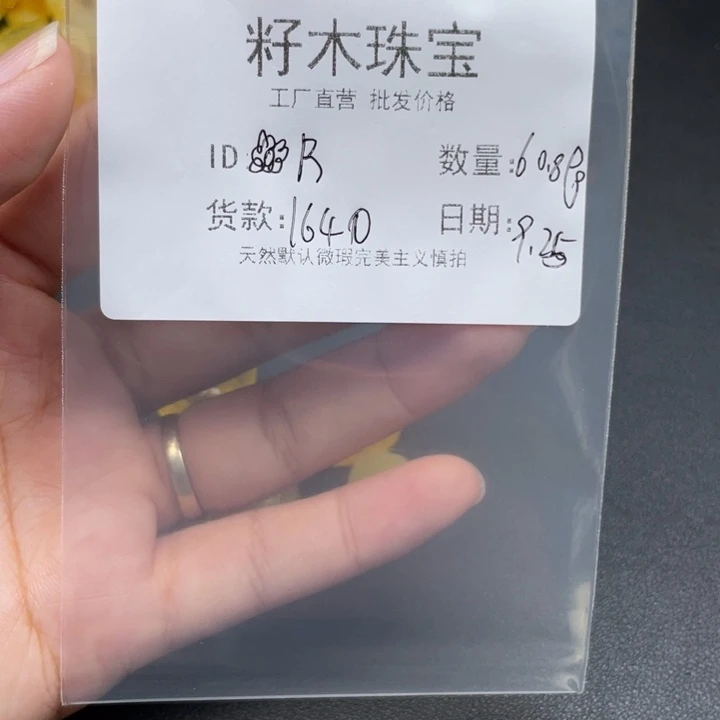 籽木珠宝
工厂直营 批发价格
ID R 数量:60.8g
货款:1640 日期:9.25
天然默认微瑕完美主义慎拍